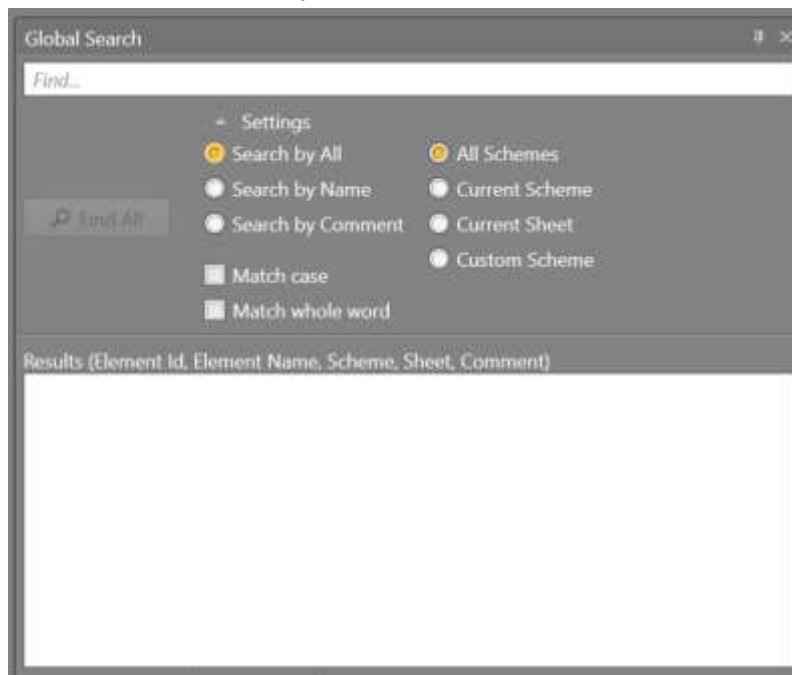 Global Search
Find...
Settings
Search by All
All Schemes
Search by Name
Current Scheme
Find All
Search by Comment
Current Sheet
Custom Scheme
Match case
Match whole word
Results (Element Id, Element Name, Scheme, Sheet, Comment)